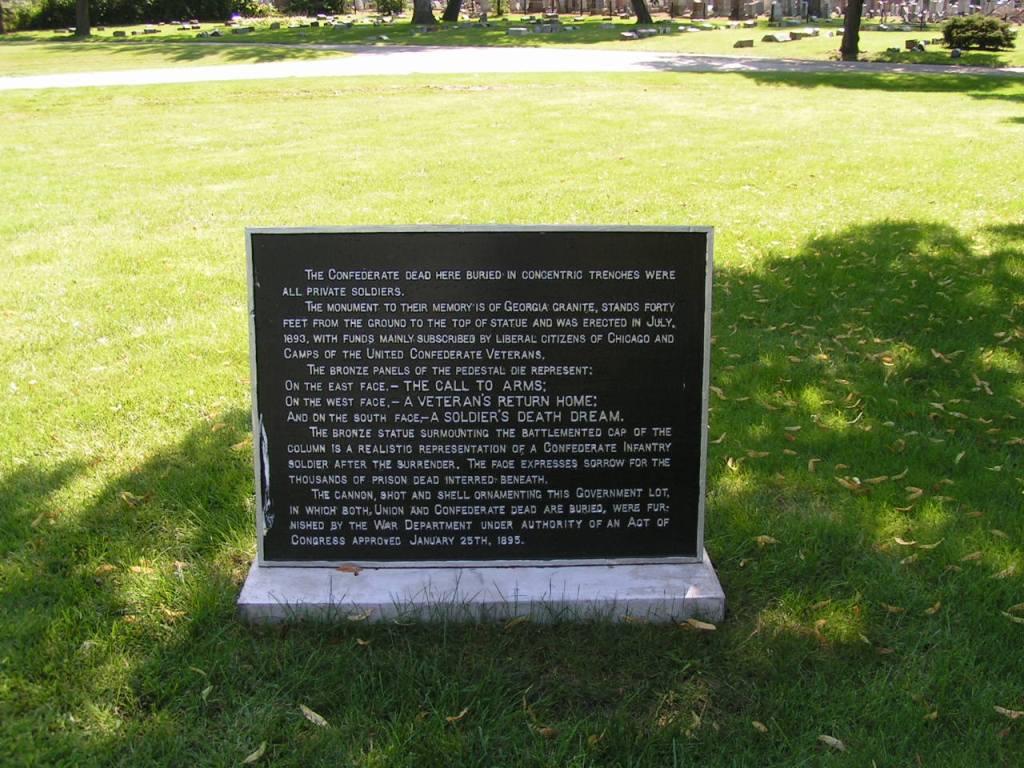 THE CONFEDERATE DEAD HERE BURIED IN CONCENTRIC TRENCHES WERE
ALL PRIVATE SOLDIERS.
THE MONUMENT TO THEIR MEMORY IS OF GEORGIA GRANITE, STANDS FORTY
FEET FROM THE GROUND TO THE TOP OF STATUE AND WAS ERECTED IN JULY,
1893, WITH FUNDS MAINLY SUBSCRIBED BY LIBERAL CITIZENS OF CHICAGO AND
CAMPS OF THE UNITED CONFEDERATE VETERANS.
THE BRONZE PANELS OF THE PEDESTAL DIE REPRESENT:
ON THE EAST FACE,—THE CALL TO ARMS;
ON THE WEST FACE,—A VETERAN'S RETURN HOME;
AND ON THE SOUTH FACE,—A SOLDIER'S DEATH DREAM.
THE BRONZE STATUE SURMOUNTING THE BATTLEMENTED CAP OF THE
COLUMN IS A REALISTIC REPRESENTATION OF A CONFEDERATE INFANTRY
SOLDIER AFTER THE SURRENDER. THE FACE EXPRESSES SORROW FOR THE
THOUSANDS OF PRISON DEAD INTERRED BENEATH.
THE CANNON, SHOT AND SHELL ORNAMENTING THIS GOVERNMENT LOT,
IN WHICH BOTH, UNION AND CONFEDERATE DEAD ARE BURIED, WERE FUR-
NISHED BY THE WAR DEPARTMENT UNDER AUTHORITY OF AN ACT OF
CONGRESS APPROVED JANUARY 25TH, 1895.